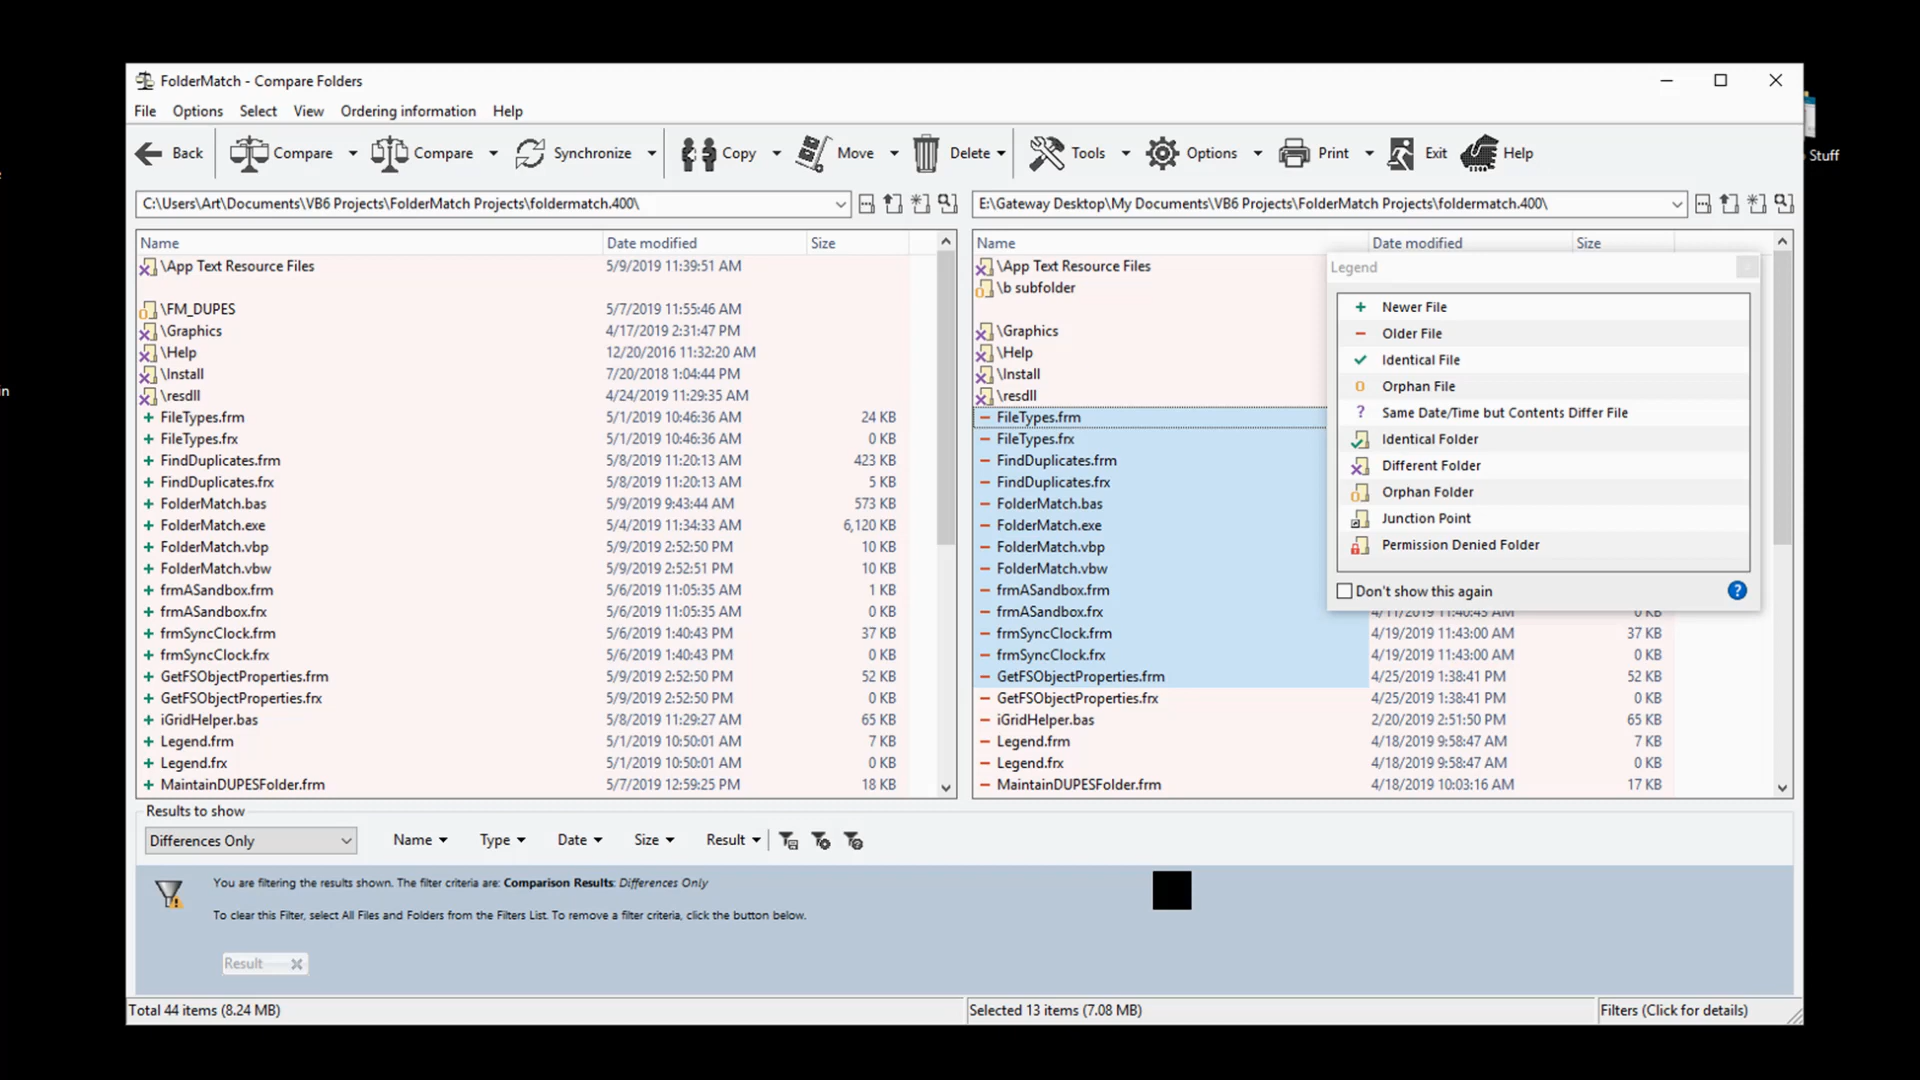 FolderMatch - Compare Folders
File Options Select View Ordering information Help
Back Compare Compare Synchronize Copy Move Delete Tools Options Print Exit Help
Stuff
C:\Users\Art\Documents\VB6 Projects\FolderMatch Projects\foldermatch.400\ E:\Gateway Desktop\My Documents\VB6 Projects\FolderMatch Projects\foldermatch.400\
Name Date modified Size Name Date modified Size
\App Text Resource Files 5/9/2019 11:39:51 AM \App Text Resource Files
Legend
\b subfolder
\FM_DUPES 5/7/2019 11:55:46 AM
+ Newer File
\Graphics 4/17/2019 2:31:47 PM \Graphics
- Older File
\Help 12/20/2016 11:32:20 AM \Help
✓ Identical File
\Install 7/20/2018 1:04:44 PM \Install
0 Orphan File
\resdll 4/24/2019 11:29:35 AM \resdll
? Same Date/Time but Contents Differ File
+ FileTypes.frm 5/1/2019 10:46:36 AM 24 KB - FileTypes.frm
+ FileTypes.frx 5/1/2019 10:46:36 AM 0 KB - FileTypes.frx
Identical Folder
+ FindDuplicates.frm 5/8/2019 11:20:13 AM 423 KB - FindDuplicates.frm
Different Folder
+ FindDuplicates.frx 5/8/2019 11:20:13 AM 5 KB - FindDuplicates.frx
Orphan Folder
+ FolderMatch.bas 5/9/2019 9:43:44 AM 573 KB - FolderMatch.bas
Junction Point
+ FolderMatch.exe 5/4/2019 11:34:33 AM 6,120 KB - FolderMatch.exe
+ FolderMatch.vbp 5/9/2019 2:52:50 PM 10 KB - FolderMatch.vbp
Permission Denied Folder
+ FolderMatch.vbw 5/9/2019 2:52:51 PM 10 KB - FolderMatch.vbw
+ frmASandbox.frm 5/6/2019 11:05:35 AM 1 KB - frmASandbox.frm
Don't show this again ?
+ frmASandbox.frx 5/6/2019 11:05:35 AM 0 KB - frmASandbox.frx 4/11/2019 11:40:45 AM 0 KB
+ frmSyncClock.frm 5/6/2019 1:40:43 PM 37 KB - frmSyncClock.frm 4/19/2019 11:43:00 AM 37 KB
+ frmSyncClock.frx 5/6/2019 1:40:43 PM 0 KB - frmSyncClock.frx 4/19/2019 11:43:00 AM 0 KB
+ GetFSObjectProperties.frm 5/9/2019 2:52:50 PM 52 KB - GetFSObjectProperties.frm 4/25/2019 1:38:41 PM 52 KB
+ GetFSObjectProperties.frx 5/9/2019 2:52:50 PM 0 KB - GetFSObjectProperties.frx 4/25/2019 1:38:41 PM 0 KB
+ iGridHelper.bas 5/8/2019 11:29:27 AM 65 KB - iGridHelper.bas 2/20/2019 2:51:50 PM 65 KB
+ Legend.frm 5/1/2019 10:50:01 AM 7 KB - Legend.frm 4/18/2019 9:58:47 AM 7 KB
+ Legend.frx 5/1/2019 10:50:01 AM 0 KB - Legend.frx 4/18/2019 9:58:47 AM 0 KB
+ MaintainDUPESFolder.frm 5/7/2019 12:59:25 PM 18 KB - MaintainDUPESFolder.frm 4/18/2019 10:03:16 AM 17 KB
Results to show
Differences Only Name Type Date Size Result
You are filtering the results shown. The filter criteria are: Comparison Results: Differences Only
To clear this Filter, select All Files and Folders from the Filters List. To remove a filter criteria, click the button below.
Result
Total 44 items (8.24 MB) Selected 13 items (7.08 MB) Filters (Click for details)